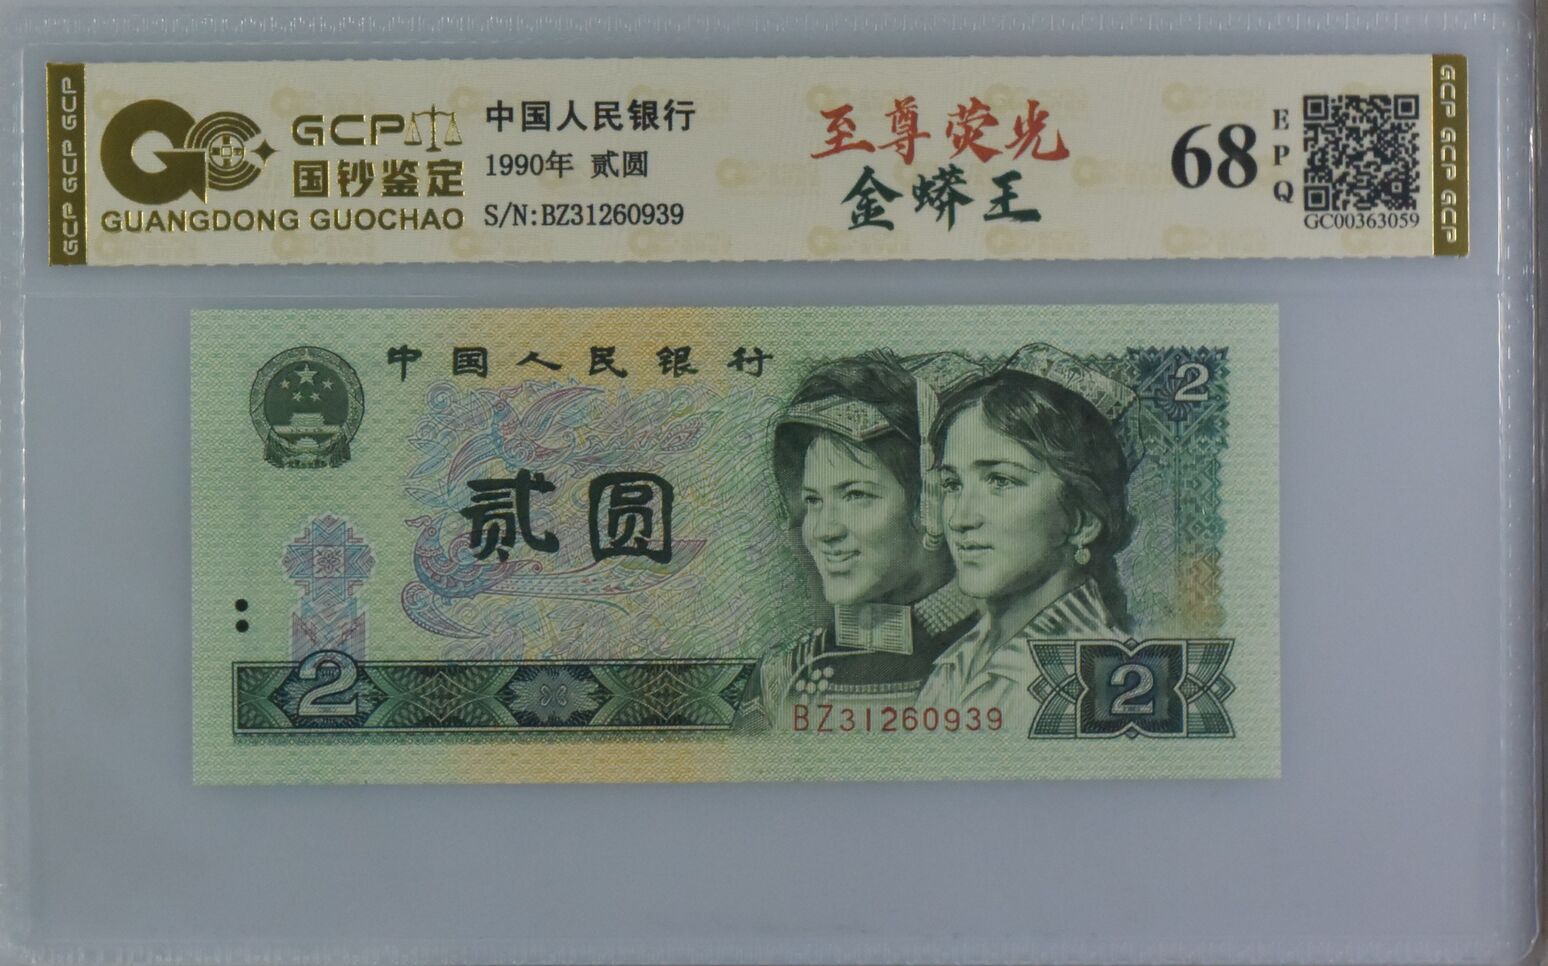 GCP GCP GCP
GCP
国钞鉴定
GUANGDONG GUOCHAO
中国人民银行
1990年 贰圆
S/N:BZ31260939
至尊荧光
金蟒王
68
EPQ
GC00363059
GCP GCP GCP
中国人民银行
2
贰圆
2
BZ31260939
2